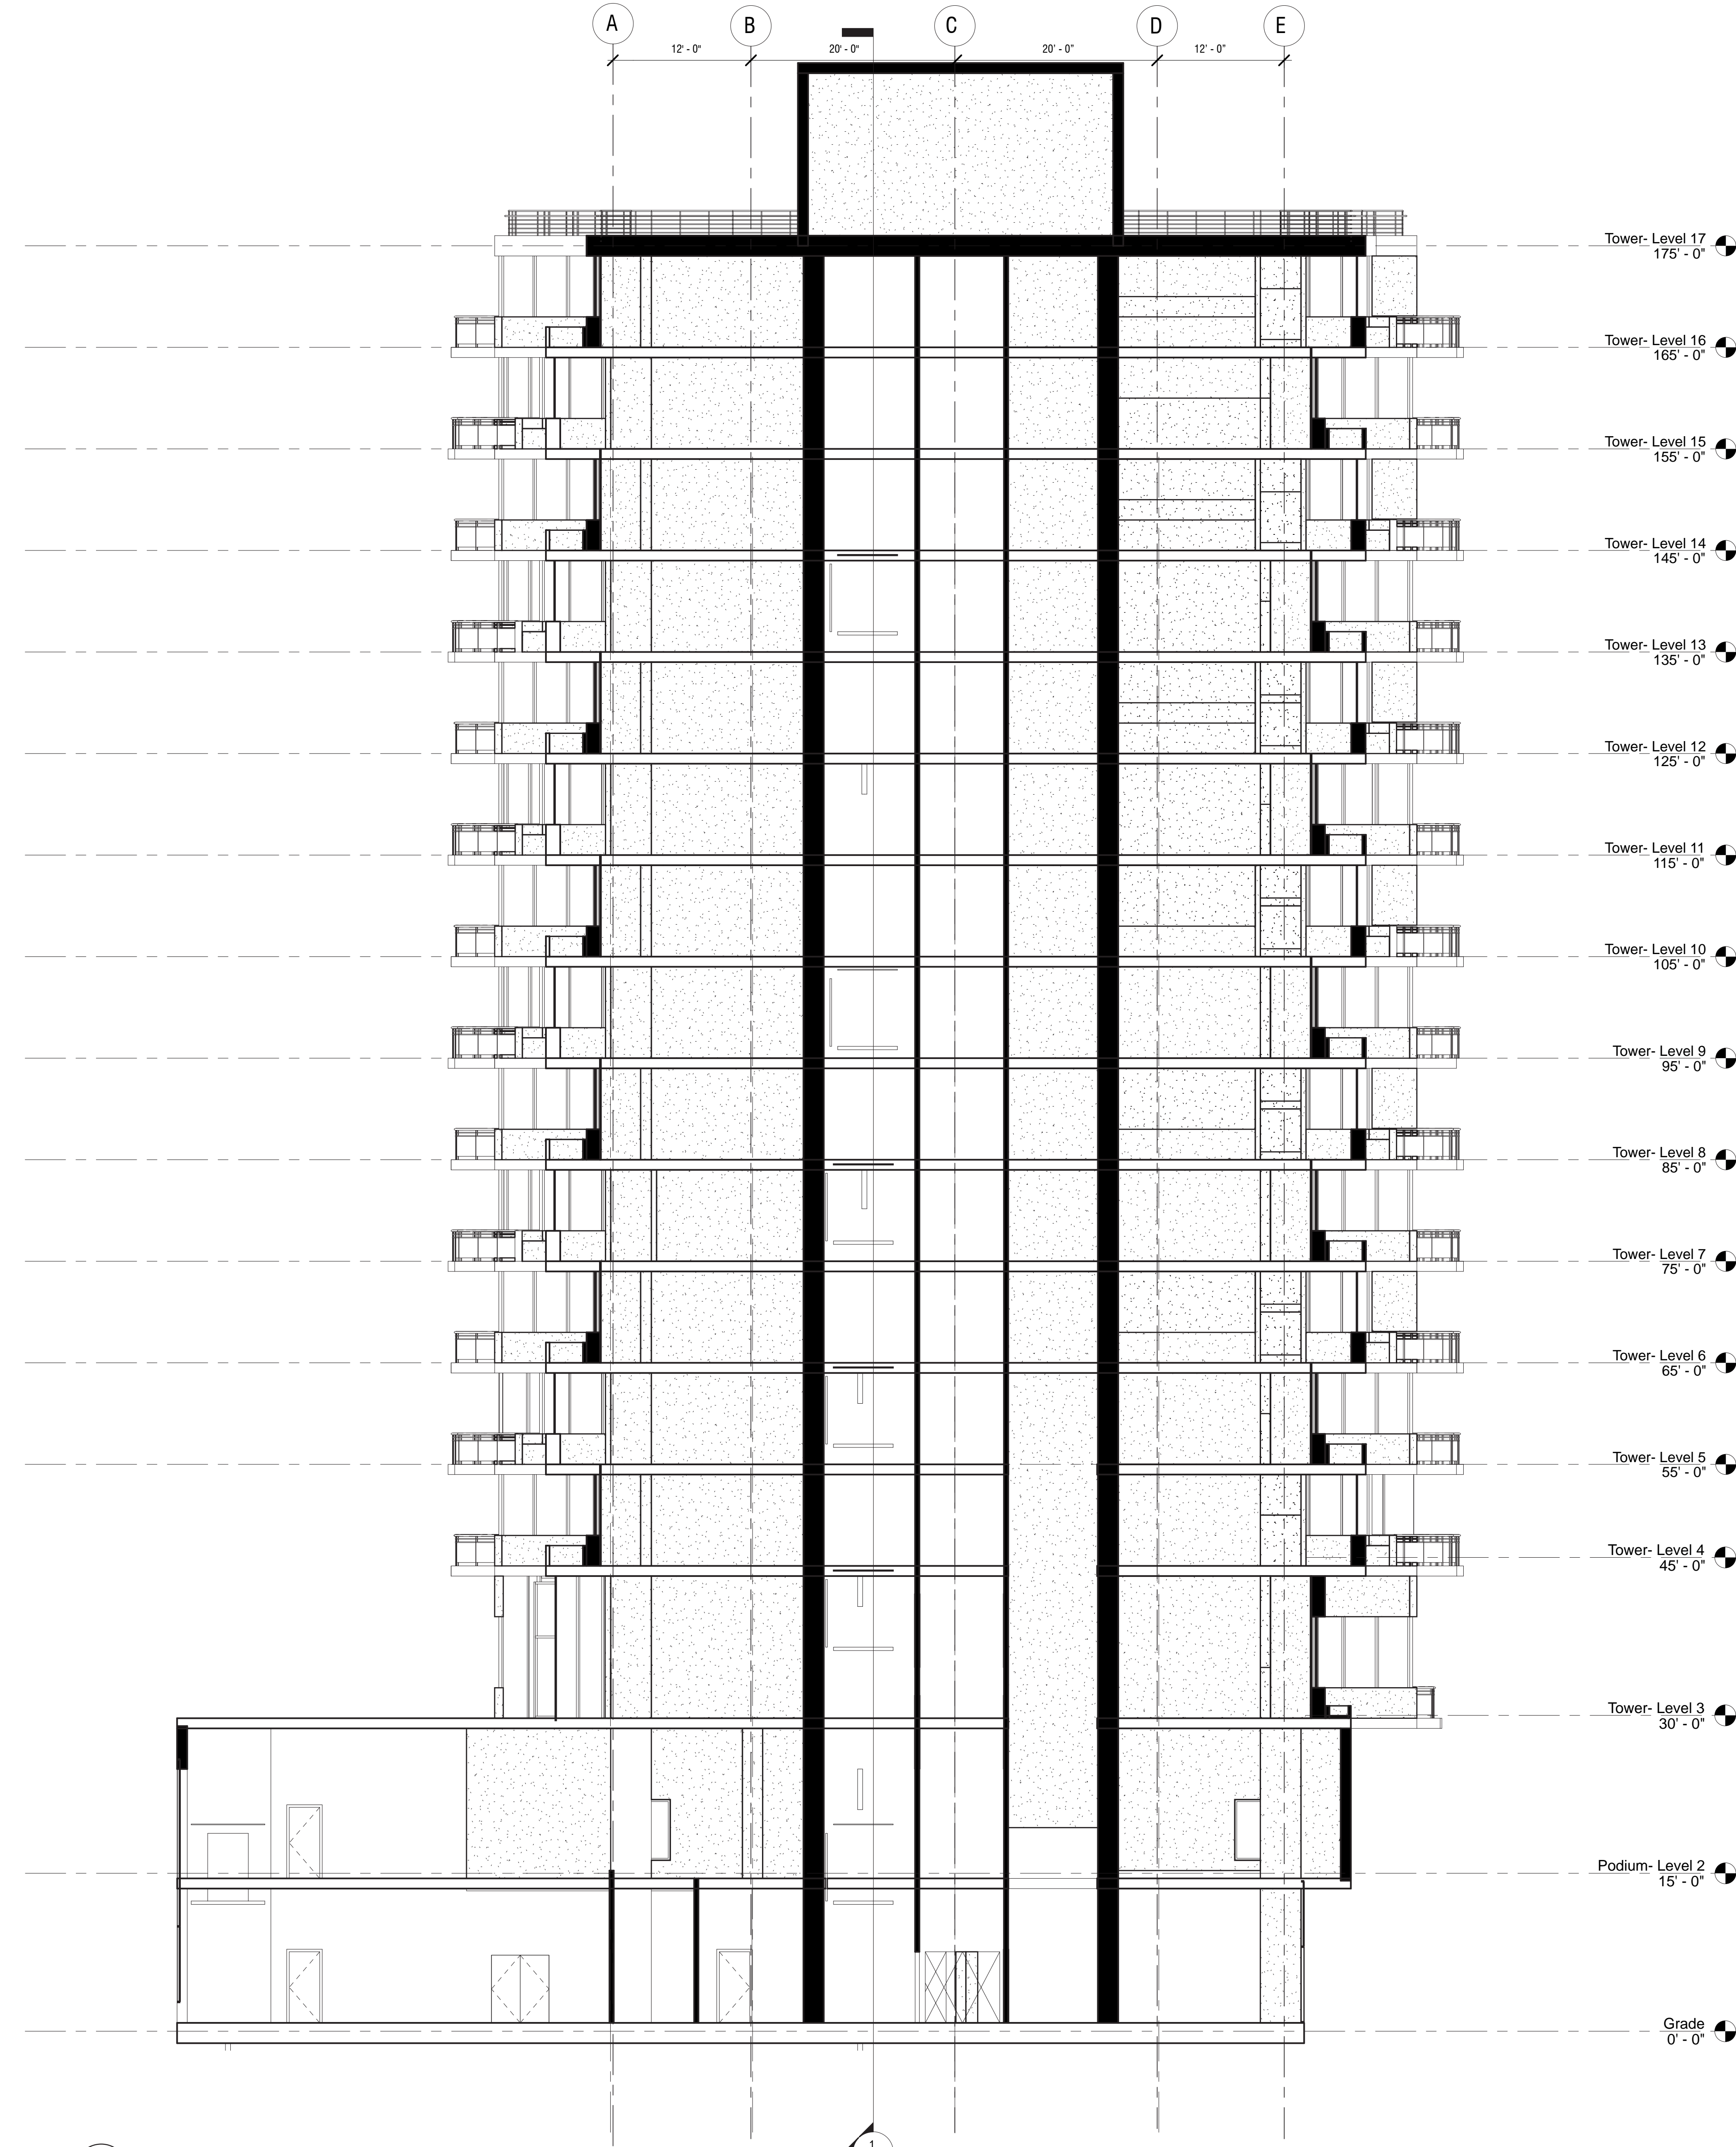 A
B
C
D
E
12' - 0"
20' - 0"
20' - 0"
12' - 0"
Tower- Level 17
175' - 0"
Tower- Level 16
165' - 0"
Tower- Level 15
155' - 0"
Tower- Level 14
145' - 0"
Tower- Level 13
135' - 0"
Tower- Level 12
125' - 0"
Tower- Level 11
115' - 0"
Tower- Level 10
105' - 0"
Tower- Level 9
95' - 0"
Tower- Level 8
85' - 0"
Tower- Level 7
75' - 0"
Tower- Level 6
65' - 0"
Tower- Level 5
55' - 0"
Tower- Level 4
45' - 0"
Tower- Level 3
30' - 0"
Podium- Level 2
15' - 0"
Grade
0' - 0"
1